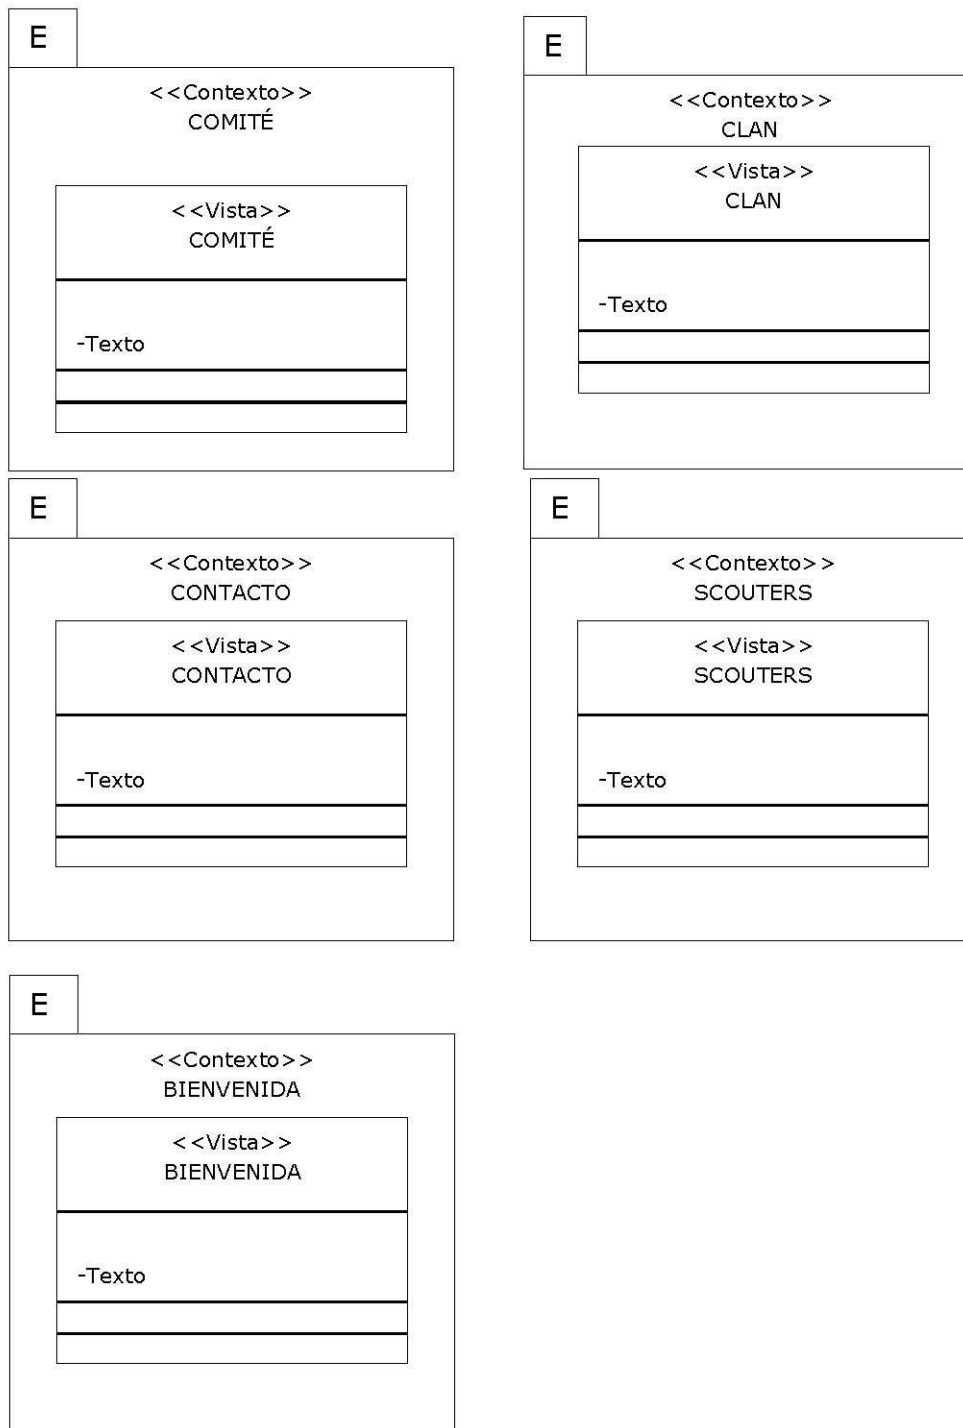 E
<<Contexto>>
COMITÉ
<<Vista>>
COMITÉ
-Texto
E
<<Contexto>>
CLAN
<<Vista>>
CLAN
-Texto
E
<<Contexto>>
CONTACTO
<<Vista>>
CONTACTO
-Texto
E
<<Contexto>>
SCOUTERS
<<Vista>>
SCOUTERS
-Texto
E
<<Contexto>>
BIENVENIDA
<<Vista>>
BIENVENIDA
-Texto